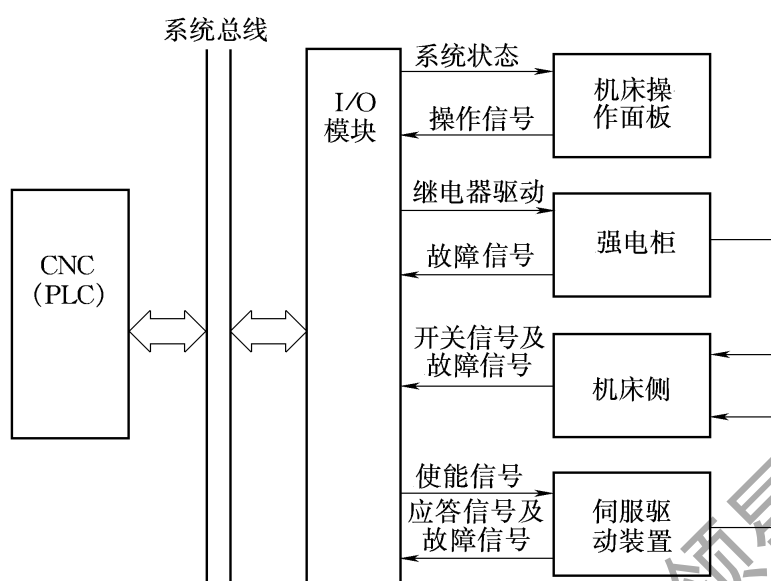 系统总线
系统状态
机床操
作面板
I/O
模块
操作信号
继电器驱动
强电柜
故障信号
CNC
(PLC)
开关信号及
故障信号
机床侧
使能信号
应答信号及
故障信号
伺服驱
动装置